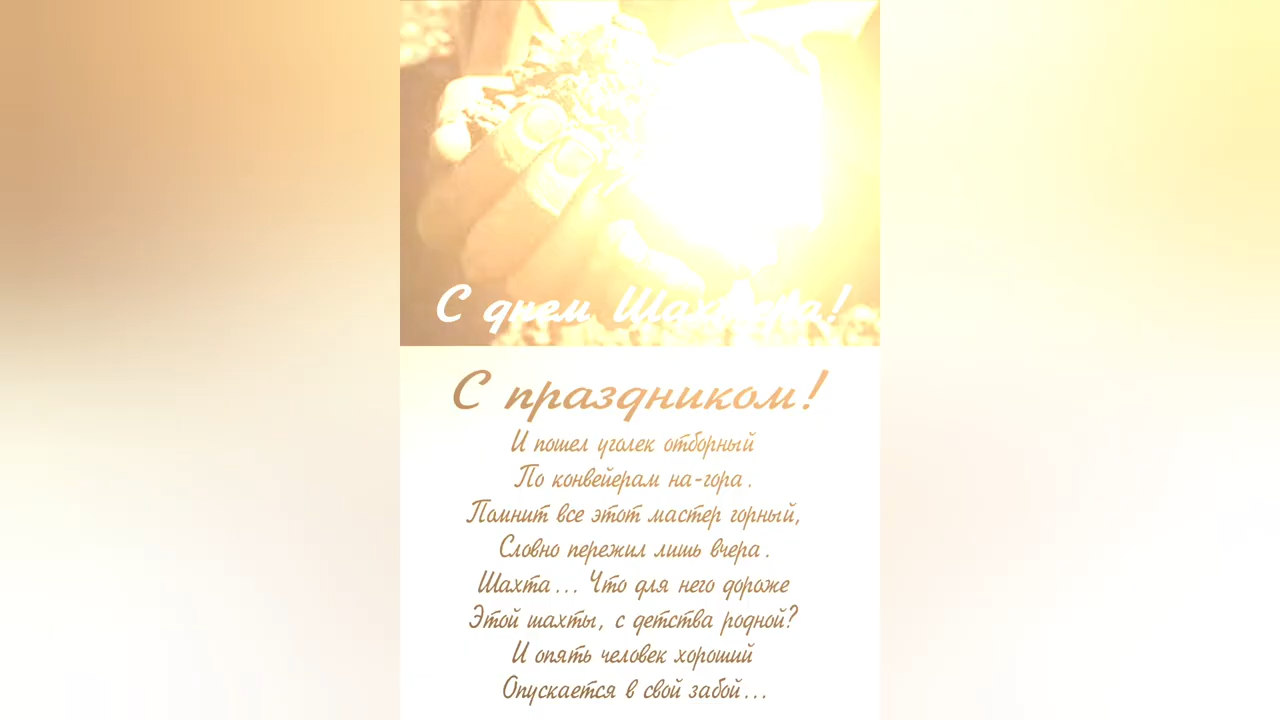 С днем Шахтера!
С праздником!
И пошел уголек отборный
По конвейерам на-гора.
Помнит все этот мастер горный,
Словно пережил лишь вчера.
Шахта... Что для него дороже
Этой шахты, с детства родной?
И опять человек хороший
Опускается в свой забой...